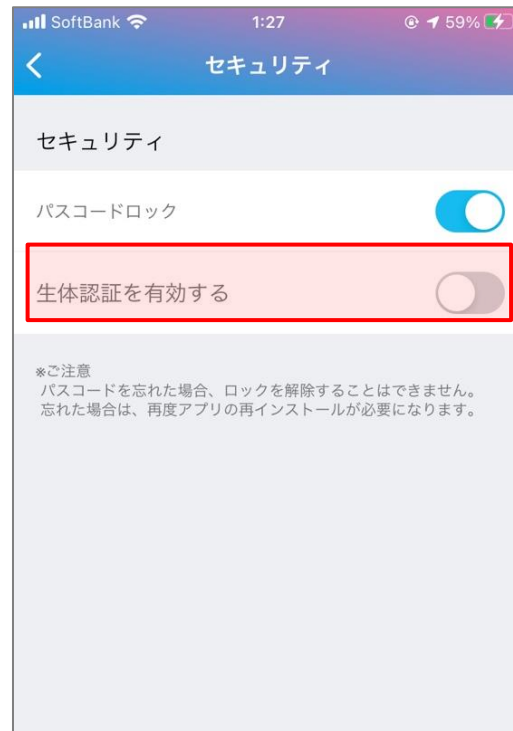 SoftBank 1:27 59%
セキュリティ
セキュリティ
パスコードロック
生体認証を有効する
※ご注意
パスコードを忘れた場合、ロックを解除することはできません。
忘れた場合は、再度アプリの再インストールが必要になります。